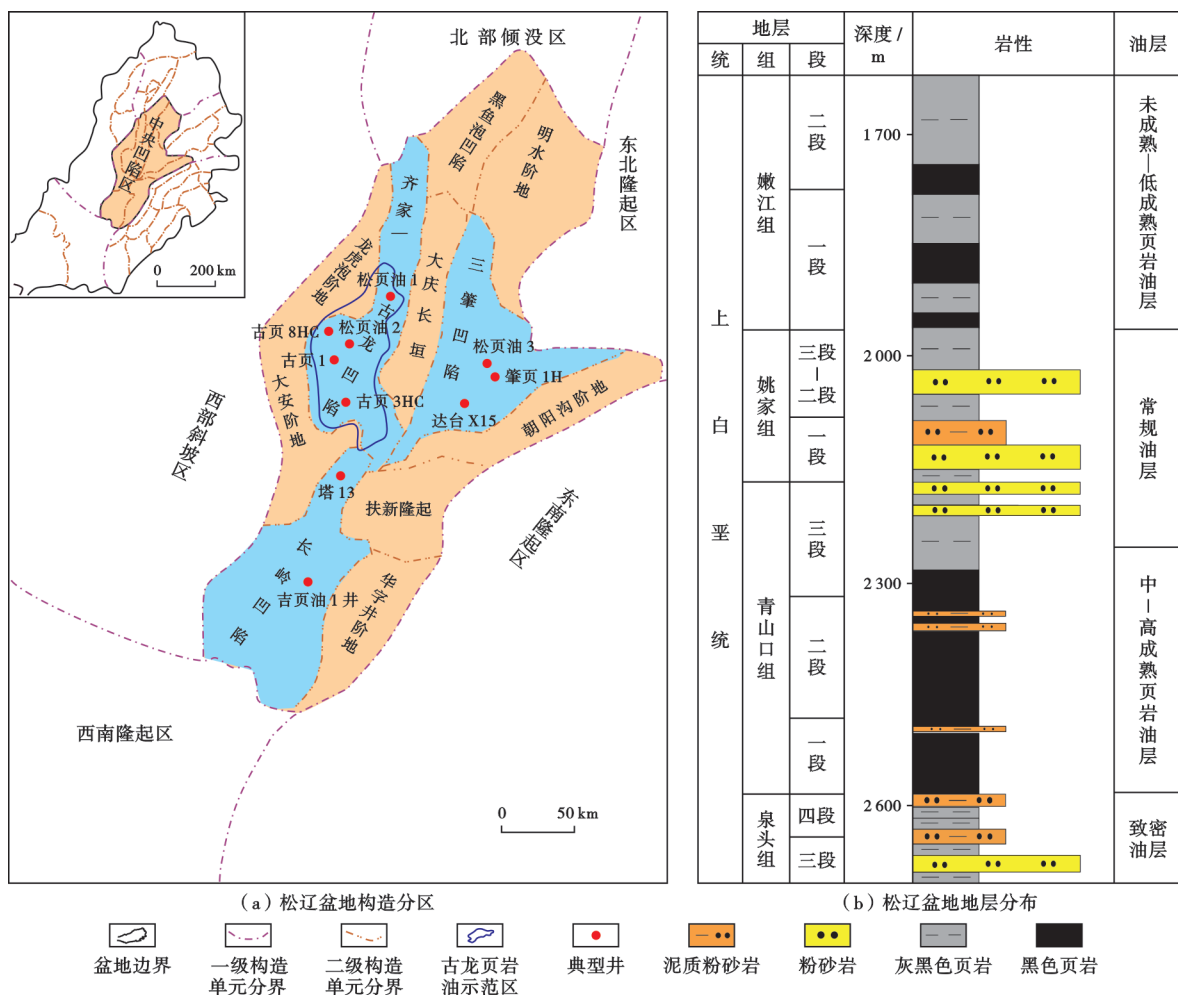 北部倾没区
中央凹陷区
0 200 km
黑鱼泡凹陷
明水阶地
东北隆起区
齐家—古龙凹陷
龙虎泡阶地
大庆长垣
三肇凹陷
松页油 1
古页 8HC
松页油 2
古页 1
松页油 3
肇页 1H
古页 3HC
达台 X15
大安阶地
朝阳沟阶地
西部斜坡区
塔 13
扶新隆起
东南隆起区
长岭凹陷
吉页油 1 井
华字井阶地
西南隆起区
0 50 km
(a)松辽盆地构造分区
地层
深度 /
m
岩性
油层
统
组
段
上白垩统
嫩江组
二段
一段
姚家组
三段—二段
一段
青山口组
三段
二段
一段
泉头组
四段
三段
1 700
2 000
2 300
2 600
未成熟—低成熟页岩油层
常规油层
中—高成熟页岩油层
致密
油层
(b)松辽盆地地层分布
盆地边界
一级构造
单元分界
二级构造
单元分界
古龙页岩
油示范区
典型井
泥质粉砂岩
粉砂岩
灰黑色页岩
黑色页岩